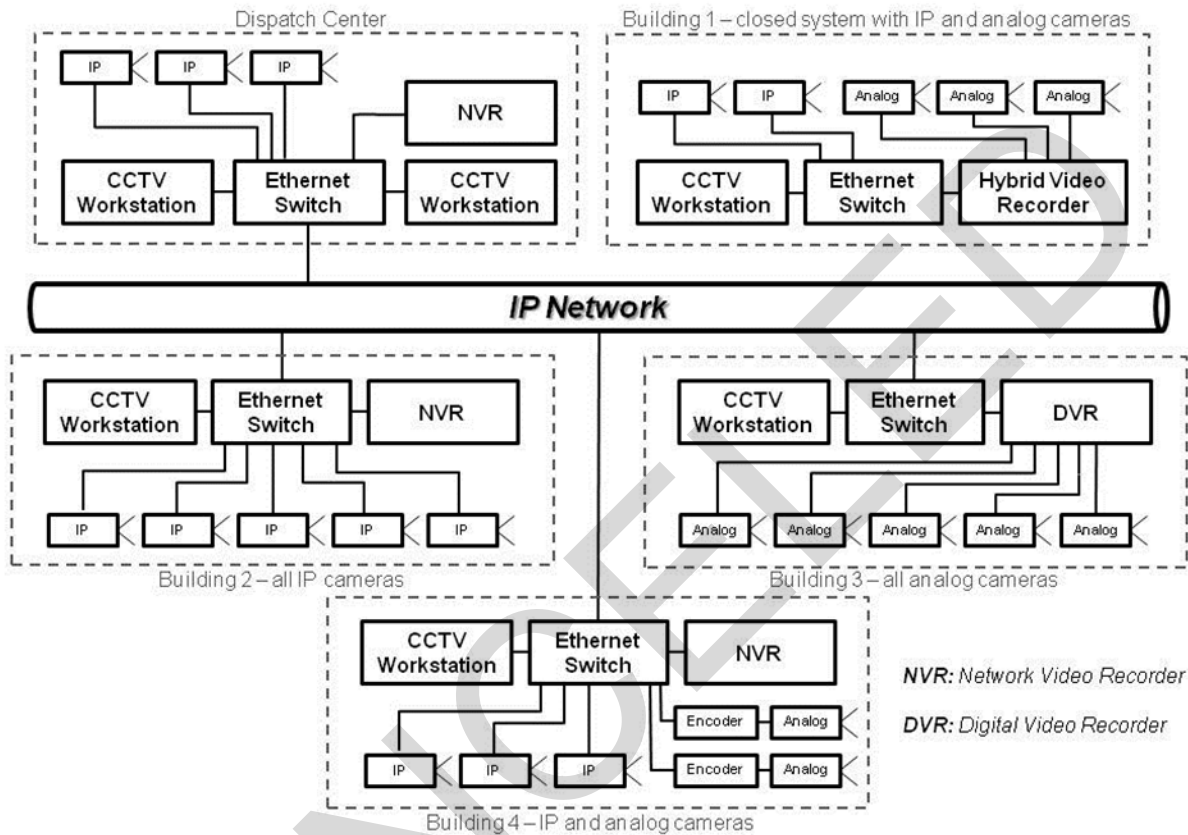 Dispatch Center
IP
IP
IP
NVR
CCTV
Workstation
Ethernet
Switch
CCTV
Workstation
Building 1 – closed system with IP and analog cameras
IP
IP
Analog
Analog
Analog
CCTV
Workstation
Ethernet
Switch
Hybrid Video
Recorder
IP Network
CCTV
Workstation
Ethernet
Switch
NVR
IP
IP
IP
IP
IP
Building 2 – all IP cameras
CCTV
Workstation
Ethernet
Switch
DVR
Analog
Analog
Analog
Analog
Analog
Building 3 – all analog cameras
CCTV
Workstation
Ethernet
Switch
NVR
Encoder
Analog
IP
IP
IP
Encoder
Analog
Building 4 – IP and analog cameras
NVR: Network Video Recorder
DVR: Digital Video Recorder
NCELED